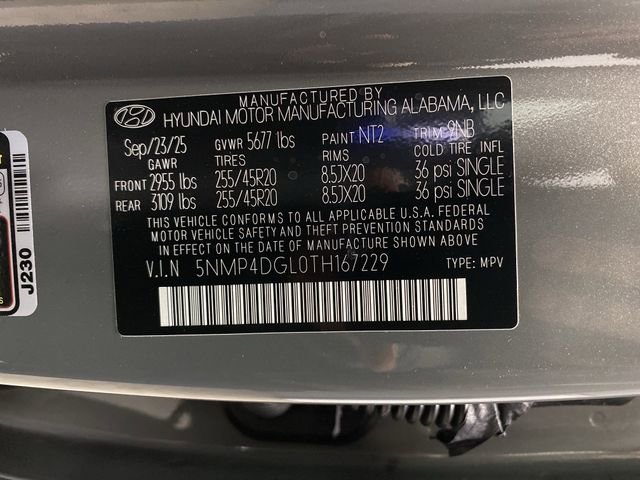 MANUFACTURED BY
HYUNDAI MOTOR MANUFACTURING ALABAMA, LLC
Sep/23/25 GVWR 5677 lbs PAINT NT2 TRIM 9NB
GAWR TIRES RIMS COLD TIRE INFL
FRONT 2955 lbs 255/45R20 8.5JX20 36 psi SINGLE
REAR 3109 lbs 255/45R20 8.5JX20 36 psi SINGLE
THIS VEHICLE CONFORMS TO ALL APPLICABLE U.S.A. FEDERAL
MOTOR VEHICLE SAFETY AND THEFT PREVENTION STANDARDS
IN EFFECT ON THE DATE OF MANUFACTURE SHOWN ABOVE.
V.I.N 5NMP4DGL0TH167229 TYPE: MPV
J230